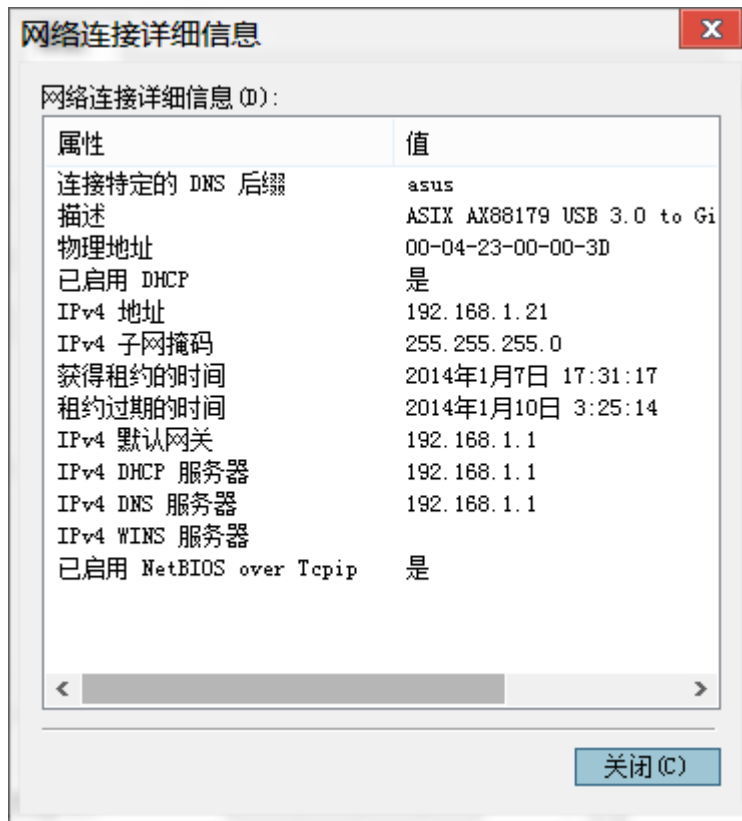 网络连接详细信息
X
网络连接详细信息(D):
属性 值
连接特定的 DNS 后缀 asus
描述 ASIX AX88179 USB 3.0 to Gi
物理地址 00-04-23-00-00-3D
已启用 DHCP 是
IPv4 地址 192.168.1.21
IPv4 子网掩码 255.255.255.0
获得租约的时间 2014年1月7日 17:31:17
租约过期的时间 2014年1月10日 3:25:14
IPv4 默认网关 192.168.1.1
IPv4 DHCP 服务器 192.168.1.1
IPv4 DNS 服务器 192.168.1.1
IPv4 WINS 服务器
已启用 NetBIOS over Tcpip 是
关闭(C)